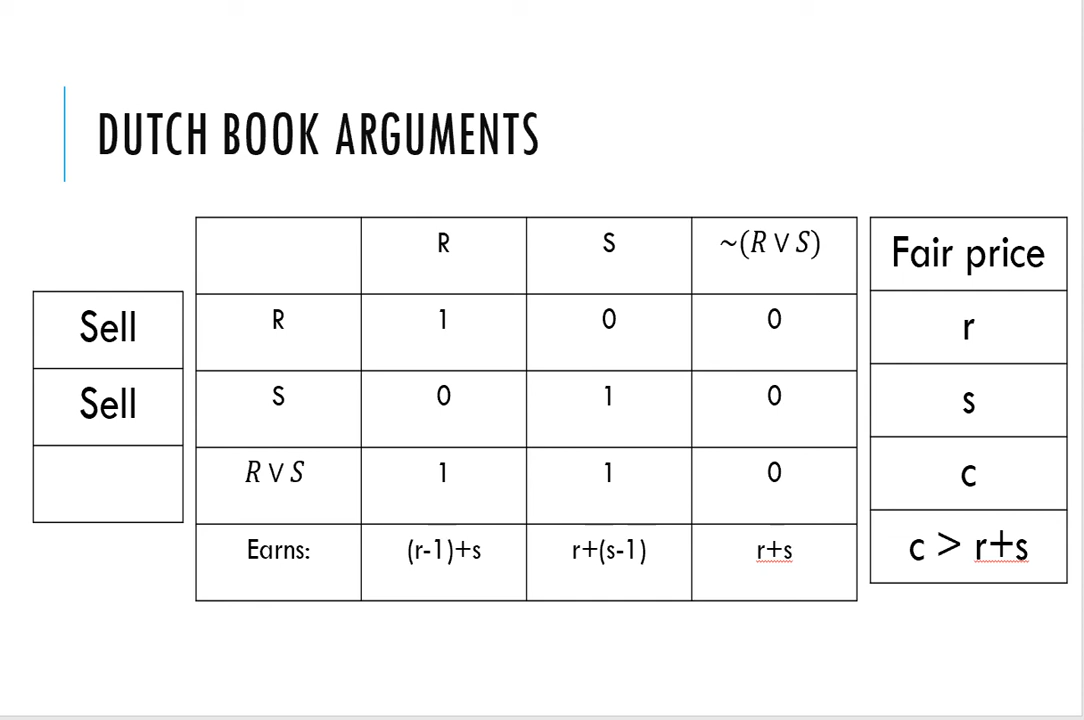 DUTCH BOOK ARGUMENTS
R S ~(R ∨ S) Fair price
Sell R 1 0 0 r
Sell S 0 1 0 s
R ∨ S 1 1 0 c
Earns: (r-1)+s r+(s-1) r+s c > r+s